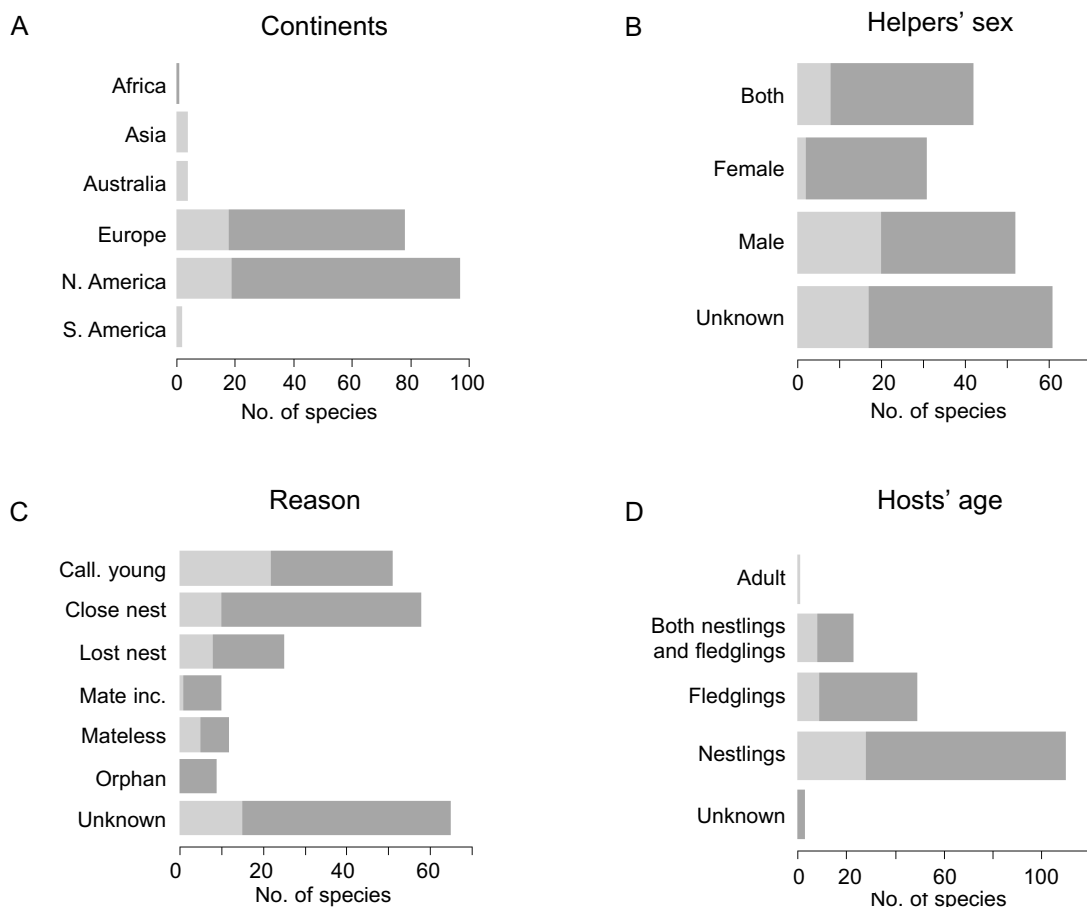 A
Continents
Africa
Asia
Australia
Europe
N. America
S. America
0 20 40 60 80 100
No. of species
B
Helpers’ sex
Both
Female
Male
Unknown
0 20 40 60
No. of species
C
Reason
Call. young
Close nest
Lost nest
Mate inc.
Mateless
Orphan
Unknown
0 20 40 60
No. of species
D
Hosts’ age
Adult
Both nestlings
and fledglings
Fledglings
Nestlings
Unknown
0 20 60 100
No. of species